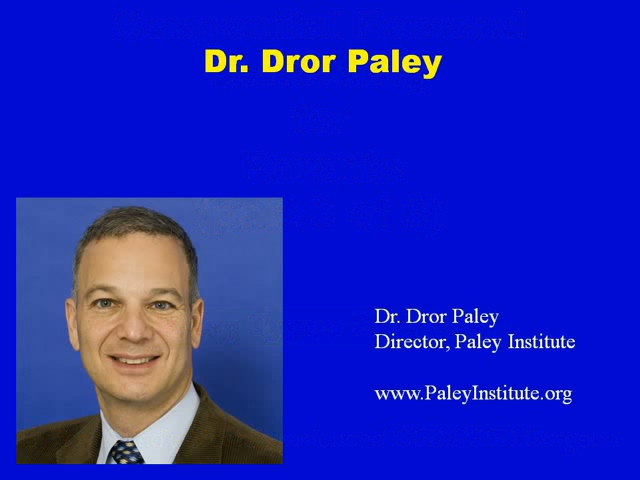 Dr. Dror Paley
Dr. Dror Paley
Director, Paley Institute
www.PaleyInstitute.org